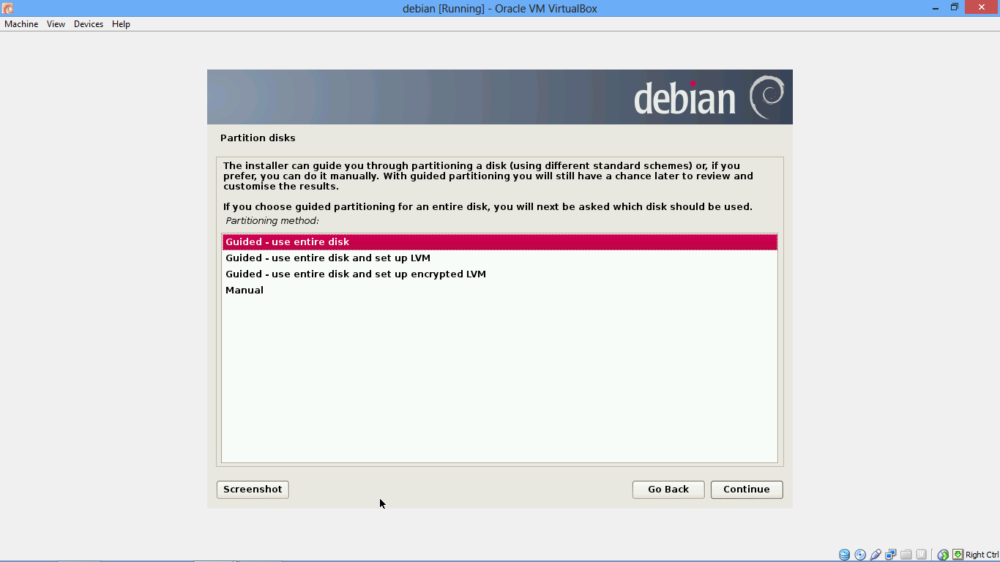 debian [Running] - Oracle VM VirtualBox
Machine View Devices Help
debian
Partition disks
The installer can guide you through partitioning a disk (using different standard schemes) or, if you
prefer, you can do it manually. With guided partitioning you will still have a chance later to review and
customise the results.
If you choose guided partitioning for an entire disk, you will next be asked which disk should be used.
Partitioning method:
Guided - use entire disk
Guided - use entire disk and set up LVM
Guided - use entire disk and set up encrypted LVM
Manual
Screenshot Go Back Continue
Right Ctrl